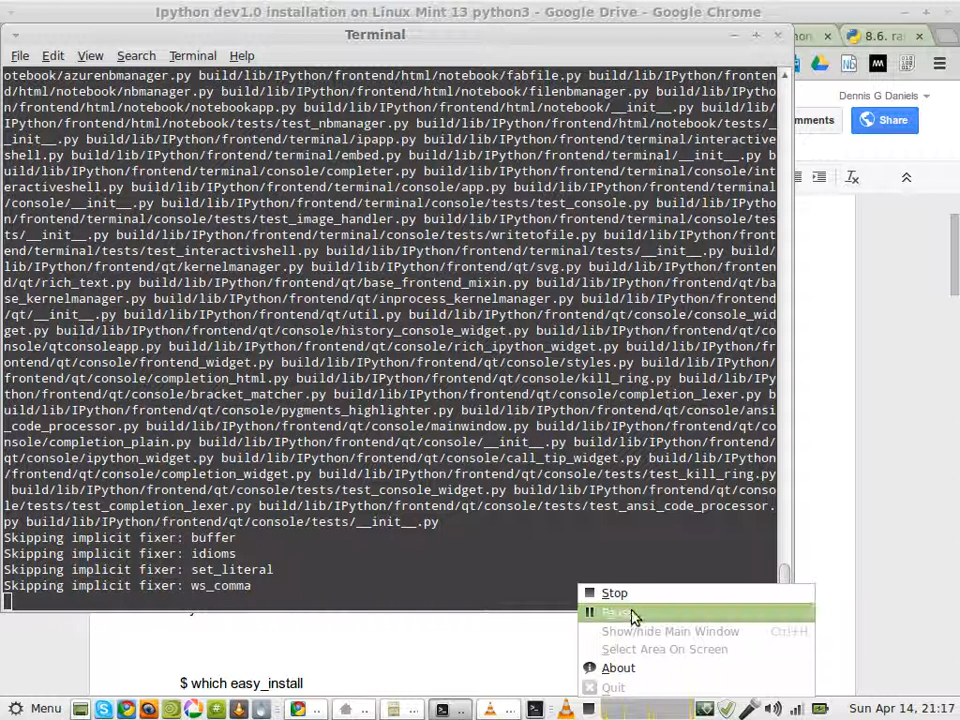 Ipython dev1.0 installation on Linux Mint 13 python3 - Google Drive - Google Chrome
Terminal
File Edit View Search Terminal Help
otebook/azurenbmanager.py build/lib/IPython/frontend/html/notebook/fabfile.py build/lib/IPython/fronten
d/html/notebook/nbmanager.py build/lib/IPython/frontend/html/notebook/filenbmanager.py build/lib/IPytho
n/frontend/html/notebook/notebookapp.py build/lib/IPython/frontend/html/notebook/__init__.py build/lib/
IPython/frontend/html/notebook/tests/test_nbmanager.py build/lib/IPython/frontend/html/notebook/tests/_
_init__.py build/lib/IPython/frontend/terminal/ipapp.py build/lib/IPython/frontend/terminal/interactive
shell.py build/lib/IPython/frontend/terminal/embed.py build/lib/IPython/frontend/terminal/__init__.py b
uild/lib/IPython/frontend/terminal/console/completer.py build/lib/IPython/frontend/terminal/console/int
eractiveshell.py build/lib/IPython/frontend/terminal/console/app.py build/lib/IPython/frontend/terminal
/console/__init__.py build/lib/IPython/frontend/terminal/console/tests/test_console.py build/lib/IPytho
n/frontend/terminal/console/tests/test_image_handler.py build/lib/IPython/frontend/terminal/console/tes
ts/__init__.py build/lib/IPython/frontend/terminal/console/tests/writetofile.py build/lib/IPython/front
end/terminal/tests/test_interactivshell.py build/lib/IPython/frontend/terminal/tests/__init__.py build/
lib/IPython/frontend/qt/kernelmanager.py build/lib/IPython/frontend/qt/svg.py build/lib/IPython/fronten
d/qt/rich_text.py build/lib/IPython/frontend/qt/base_frontend_mixin.py build/lib/IPython/frontend/qt/ba
se_kernelmanager.py build/lib/IPython/frontend/qt/inprocess_kernelmanager.py build/lib/IPython/frontend
/qt/__init__.py build/lib/IPython/frontend/qt/util.py build/lib/IPython/frontend/qt/console/console_wid
get.py build/lib/IPython/frontend/qt/console/history_console_widget.py build/lib/IPython/frontend/qt/co
nsole/qtconsoleapp.py build/lib/IPython/frontend/qt/console/rich_ipython_widget.py build/lib/IPython/fr
ontend/qt/console/frontend_widget.py build/lib/IPython/frontend/qt/console/styles.py build/lib/IPython/
frontend/qt/console/completion_html.py build/lib/IPython/frontend/qt/console/kill_ring.py build/lib/IPy
thon/frontend/qt/console/bracket_matcher.py build/lib/IPython/frontend/qt/console/completion_lexer.py b
uild/lib/IPython/frontend/qt/console/pygments_highlighter.py build/lib/IPython/frontend/qt/console/ansi
_code_processor.py build/lib/IPython/frontend/qt/console/mainwindow.py build/lib/IPython/frontend/qt/co
nsole/completion_plain.py build/lib/IPython/frontend/qt/console/__init__.py build/lib/IPython/frontend/
qt/console/ipython_widget.py build/lib/IPython/frontend/qt/console/call_tip_widget.py build/lib/IPython
/frontend/qt/console/completion_widget.py build/lib/IPython/frontend/qt/console/tests/test_kill_ring.py
build/lib/IPython/frontend/qt/console/tests/test_console_widget.py build/lib/IPython/frontend/qt/conso
le/tests/test_completion_lexer.py build/lib/IPython/frontend/qt/console/tests/test_ansi_code_processor.
py build/lib/IPython/frontend/qt/console/tests/__init__.py
Skipping implicit fixer: buffer
Skipping implicit fixer: idioms
Skipping implicit fixer: set_literal
Skipping implicit fixer: ws_comma
8.6. ra
Dennis G Daniels
mments Share
Stop
Show/hide Main Window Ctrl+H
Select Area On Screen
About
Quit
$ which easy_install
Menu
Sun Apr 14, 21:17